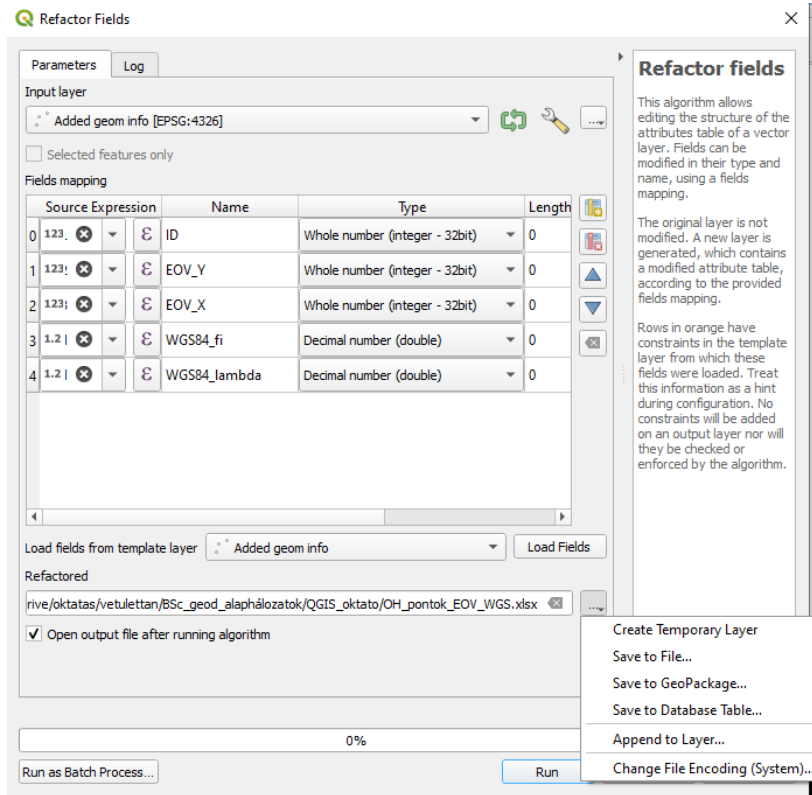 Refactor Fields
Parameters
Log
Input layer
Added geom info [EPSG:4326]
...
Selected features only
Fields mapping
Source Expression Name Type Length
0 123. ε ID Whole number (integer - 32bit) 0
1 123: ε EOV_Y Whole number (integer - 32bit) 0
2 123; ε EOV_X Whole number (integer - 32bit) 0
3 1.2 ε WGS84_fi Decimal number (double) 0
4 1.2 ε WGS84_lambda Decimal number (double) 0
Load fields from template layer Added geom info Load Fields
Refactored
rive/oktatas/vetulettan/BSc_geod_alaphálozatok/QGIS_oktato/OH_pontok_EOV_WGS.xlsx
...
Open output file after running algorithm
0%
Run as Batch Process...
Run
Create Temporary Layer
Save to File...
Save to GeoPackage...
Save to Database Table...
Append to Layer...
Change File Encoding (System)...
Refactor fields
This algorithm allows
editing the structure of the
attributes table of a vector
layer. Fields can be
modified in their type and
name, using a fields
mapping.
The original layer is not
modified. A new layer is
generated, which contains
a modified attribute table,
according to the provided
fields mapping.
Rows in orange have
constraints in the template
layer from which these
fields were loaded. Treat
this information as a hint
during configuration. No
constraints will be added
on an output layer nor will
they be checked or
enforced by the algorithm.